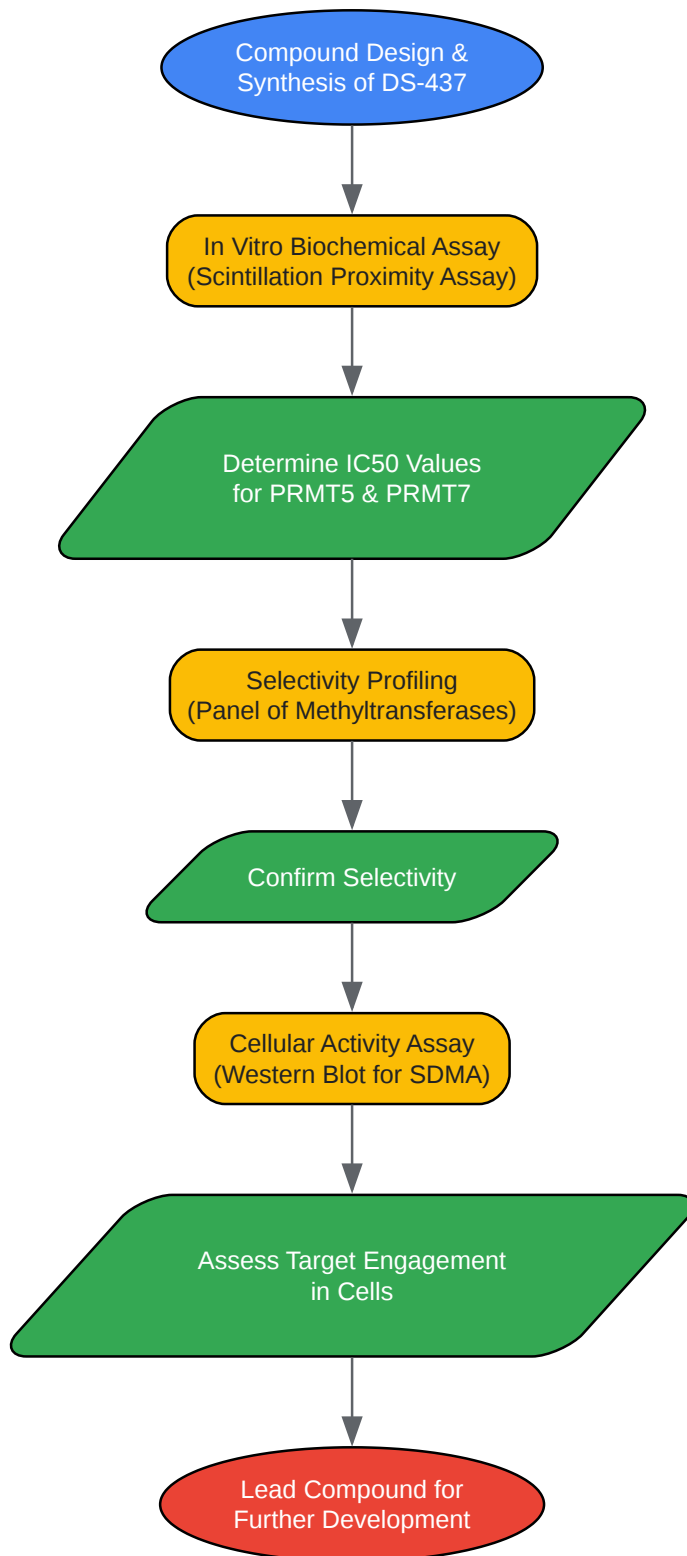 Compound Design &
Synthesis of DS-437
In Vitro Biochemical Assay
(Scintillation Proximity Assay)
Determine IC50 Values
for PRMT5 & PRMT7
Selectivity Profiling
(Panel of Methyltransferases)
Confirm Selectivity
Cellular Activity Assay
(Western Blot for SDMA)
Assess Target Engagement
in Cells
Lead Compound for
Further Development